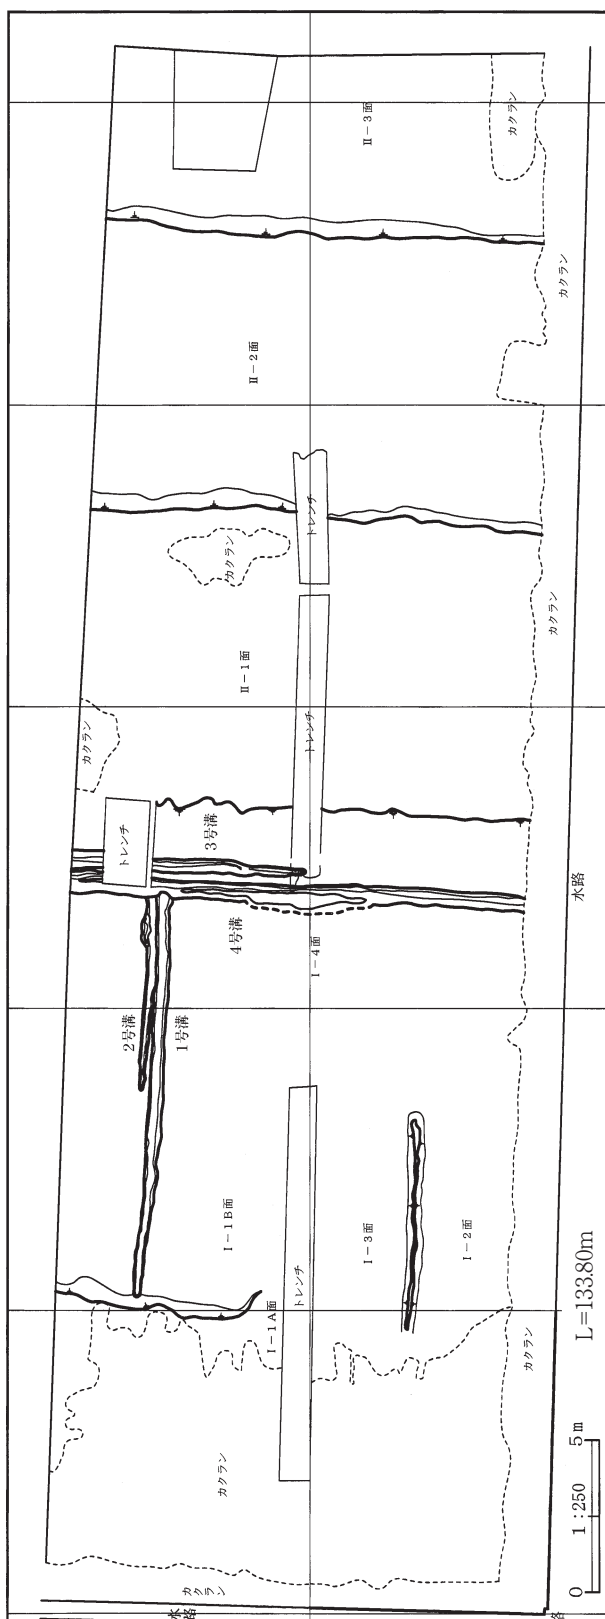 カクラン
Ⅱ－3面
カクラン
Ⅱ－2面
トレンチ
カクラン
カクラン
Ⅱ－1面
トレンチ
カクラン
トレンチ
3号溝
水路
4号溝
Ⅰ－4面
2号溝
1号溝
Ⅰ－1B面
Ⅰ－3面
Ⅰ－2面
トレンチ
Ⅰ－1A面
カクラン
L=133.80m
カクラン
カクラン
水路
路
0 1:250 5m